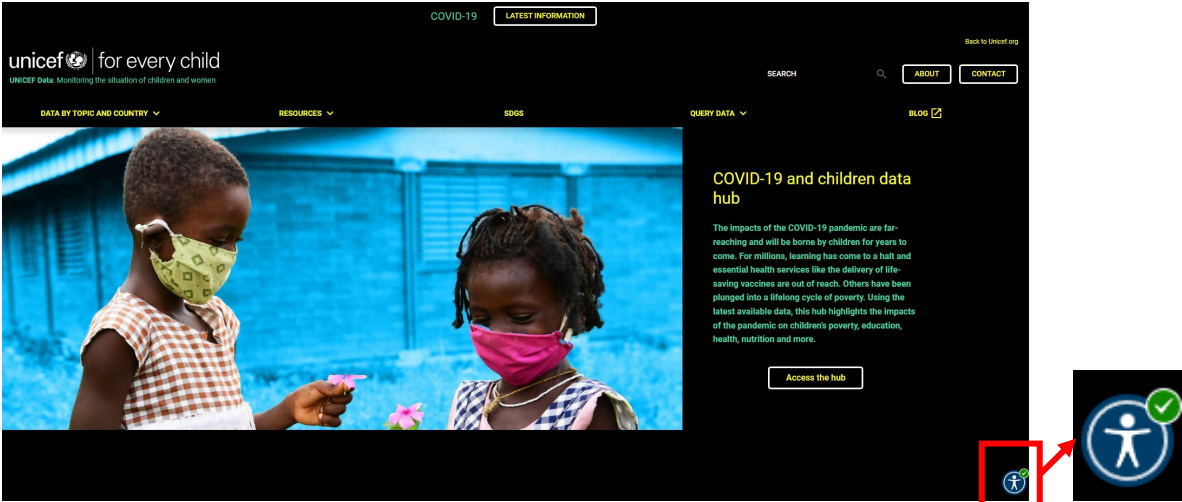 COVID-19 LATEST INFORMATION
Back to Unicef.org
unicef for every child
UNICEF Data: Monitoring the situation of children and women
SEARCH ABOUT CONTACT
DATA BY TOPIC AND COUNTRY RESOURCES SDGS QUERY DATA BLOG
COVID-19 and children data
hub
The impacts of the COVID-19 pandemic are far-
reaching and will be borne by children for years to
come. For millions, learning has come to a halt and
essential health services like the delivery of life-
saving vaccines are out of reach. Others have been
plunged into a lifelong cycle of poverty. Using the
latest available data, this hub highlights the impacts
of the pandemic on children's poverty, education,
health, nutrition and more.
Access the hub